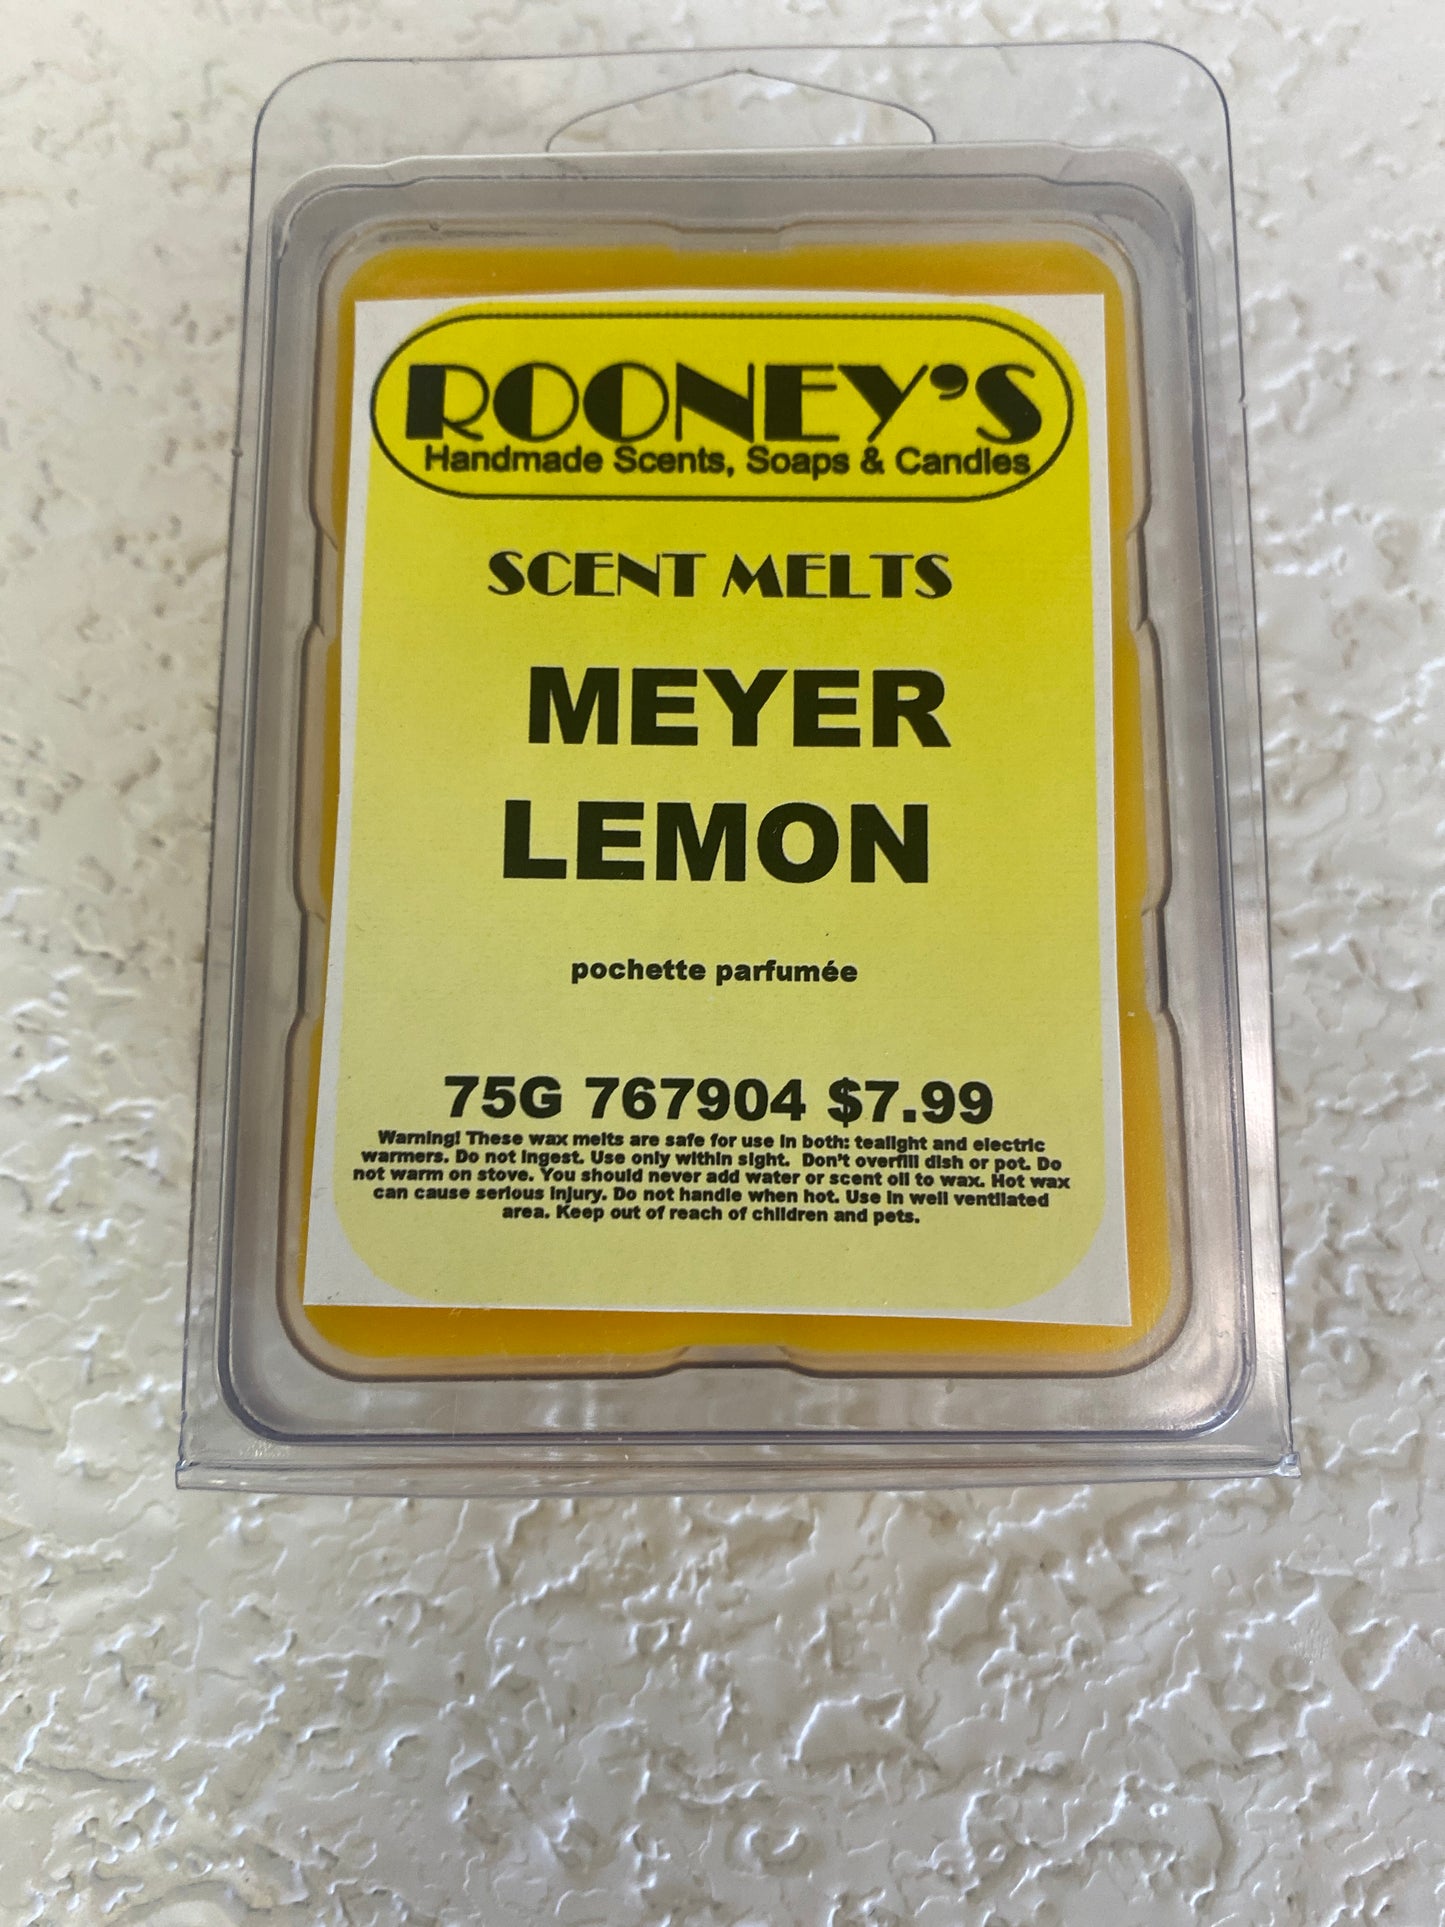 ROONEY'S
Handmade Scents, Soaps & Candles
SCENT MELTS
MEYER
LEMON
pochette parfumée
75G 767904 $7.99
Warning! These wax melts are safe for use in both: tealight and electric
warmers. Do not ingest. Use only within sight. Don't overfill dish or pot. Do
not warm on stove. You should never add water or scent oil to wax. Hot wax
can cause serious injury. Do not handle when hot. Use in well ventilated
area. Keep out of reach of children and pets.